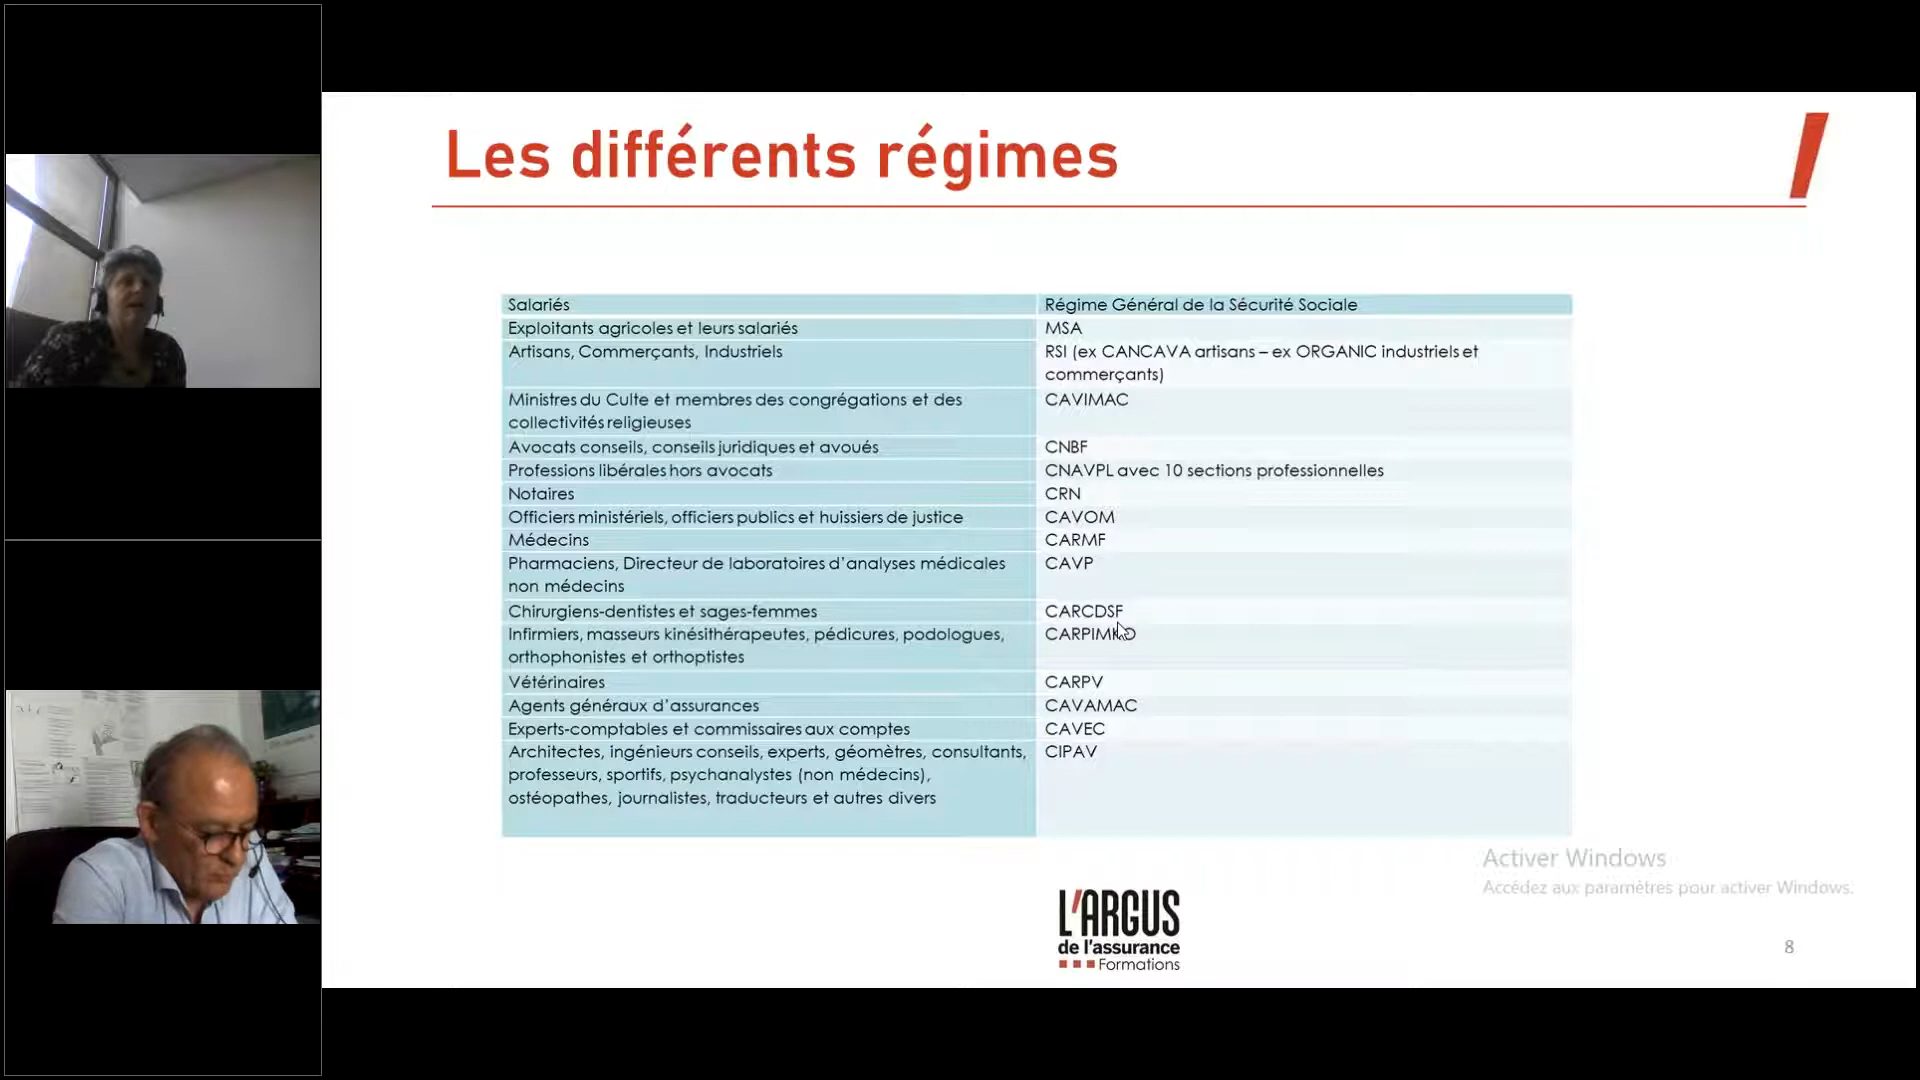 Les différents régimes
Salariés
Régime Général de la Sécurité Sociale
Exploitants agricoles et leurs salariés
MSA
Artisans, Commerçants, Industriels
RSI (ex CANCAVA artisans – ex ORGANIC industriels et
commerçants)
Ministres du Culte et membres des congrégations et des
collectivités religieuses
CAVIMAC
Avocats conseils, conseils juridiques et avoués
CNBF
Professions libérales hors avocats
CNAVPL avec 10 sections professionnelles
Notaires
CRN
Officiers ministériels, officiers publics et huissiers de justice
CAVOM
Médecins
CARMF
Pharmaciens, Directeur de laboratoires d'analyses médicales
non médecins
CAVP
Chirurgiens-dentistes et sages-femmes
CARCDSF
Infirmiers, masseurs kinésithérapeutes, pédicures, podologues,
orthophonistes et orthoptistes
Vétérinaires
CARPV
Agents généraux d'assurances
CAVAMAC
Experts-comptables et commissaires aux comptes
CAVEC
Architectes, ingénieurs conseils, experts, géomètres, consultants,
professeurs, sportifs, psychanalystes (non médecins),
ostéopathes, journalistes, traducteurs et autres divers
CIPAV
Activer Windows
Accédez aux paramètres pour activer Windows.
L'ARGUS
de l'assurance
Formations
8